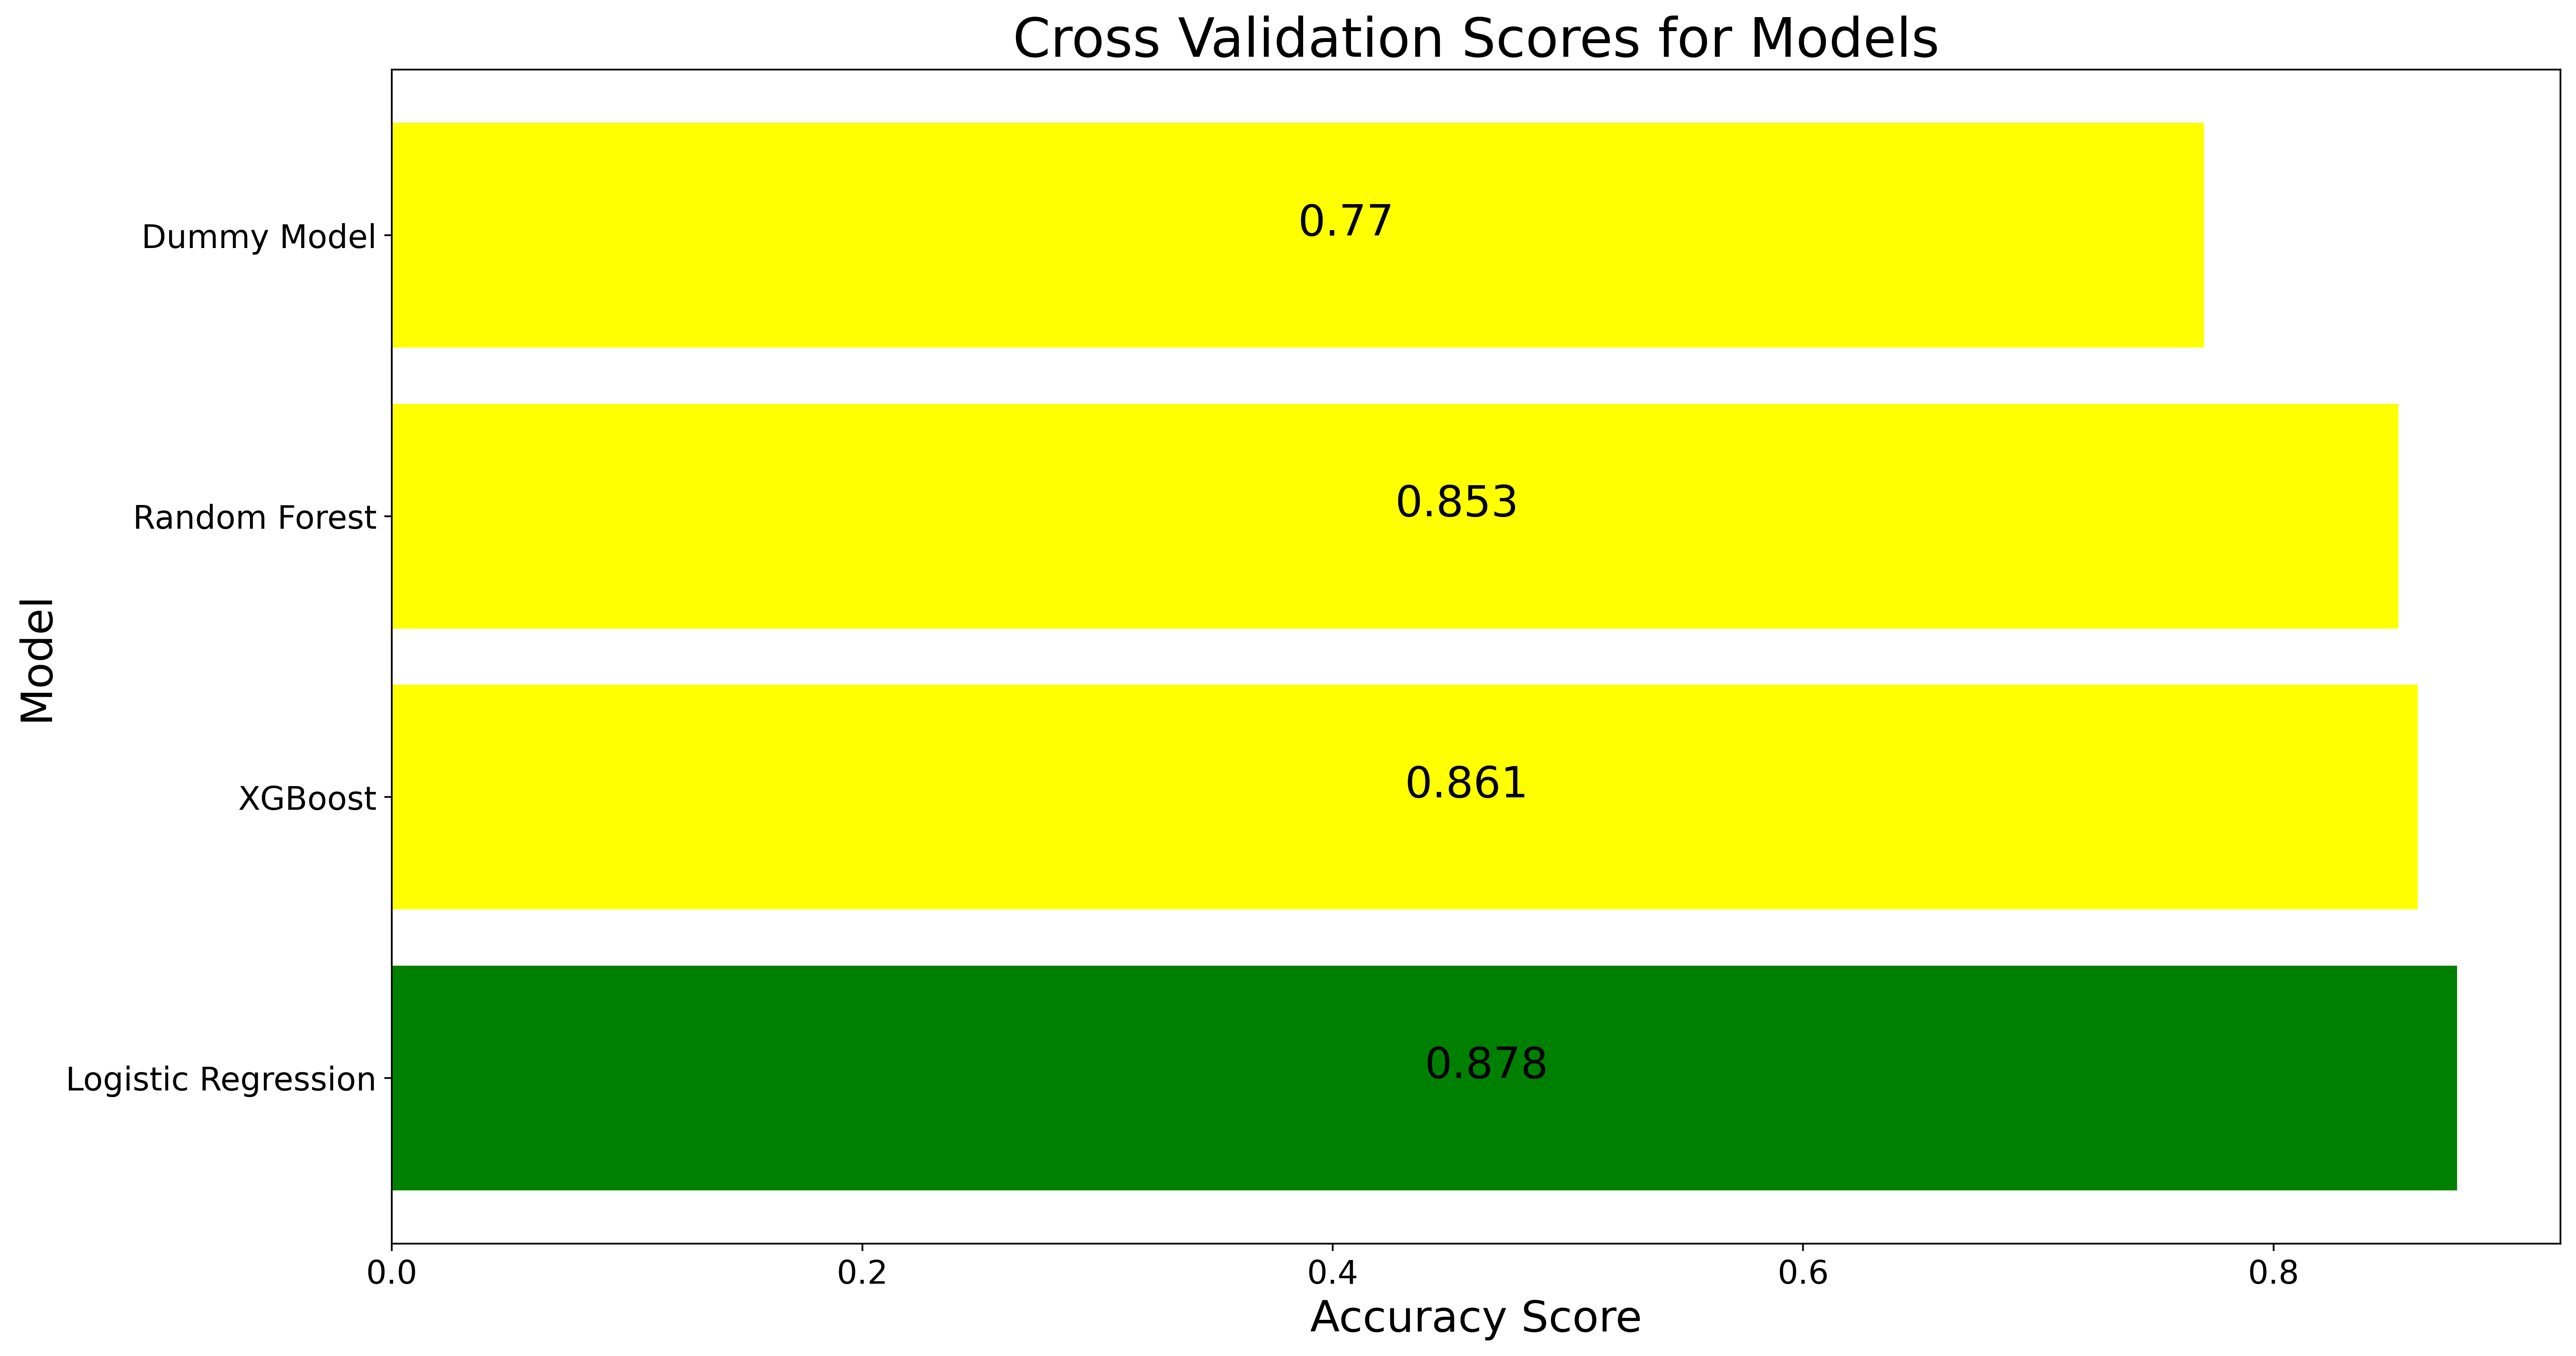 Cross Validation Scores for Models
Dummy Model
0.77
Random Forest
0.853
Model
XGBoost
0.861
Logistic Regression
0.878
0.0 0.2 0.4 0.6 0.8
Accuracy Score